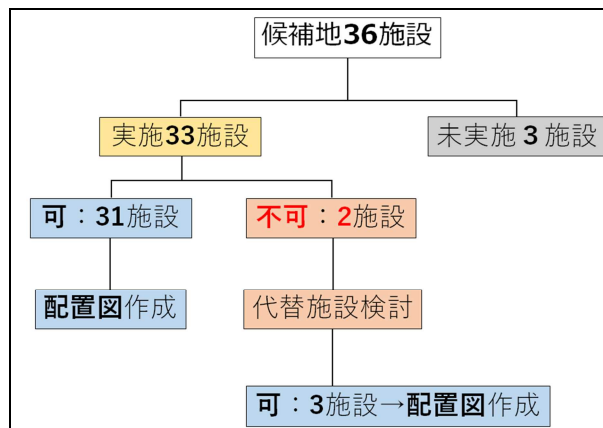 候補地36施設
実施33施設
未実施3施設
可：31施設
不可：2施設
配置図作成
代替施設検討
可：3施設→配置図作成